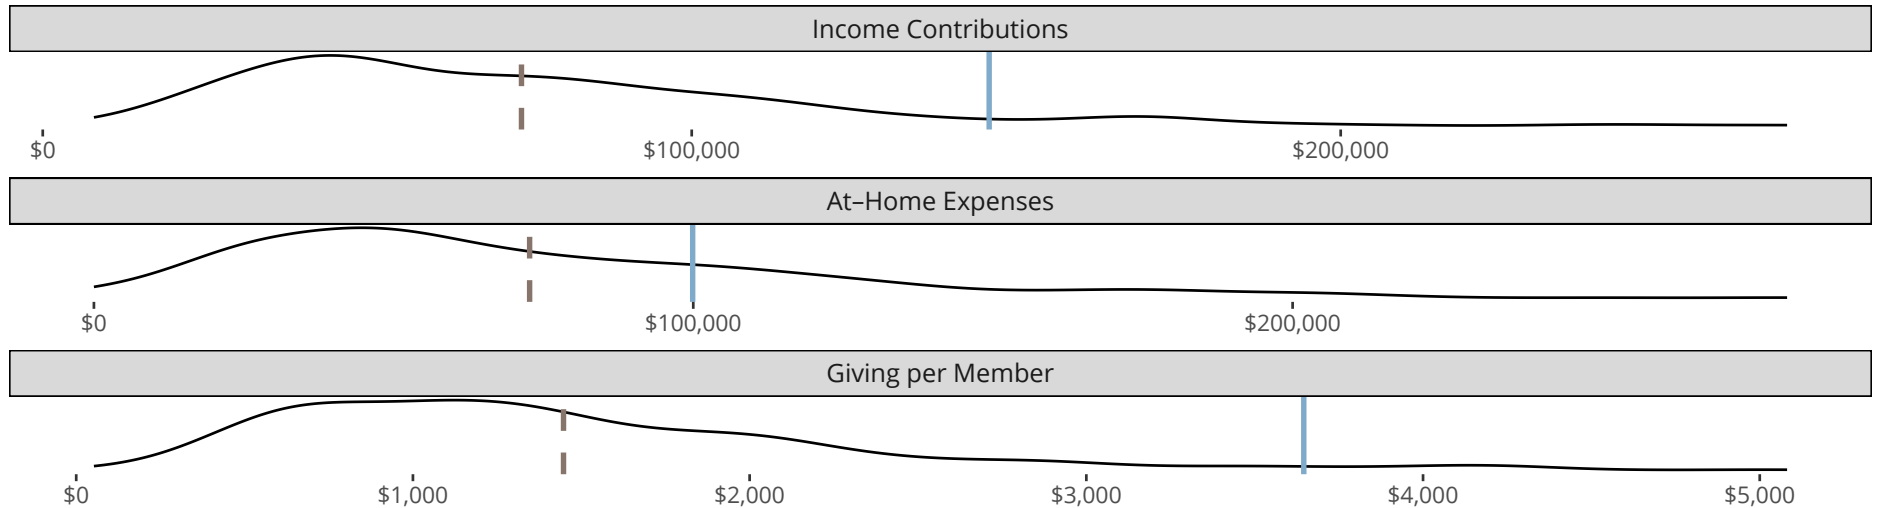 Income Contributions
$0 $100,000 $200,000
At–Home Expenses
$0 $100,000 $200,000
Giving per Member
$0 $1,000 $2,000 $3,000 $4,000 $5,000